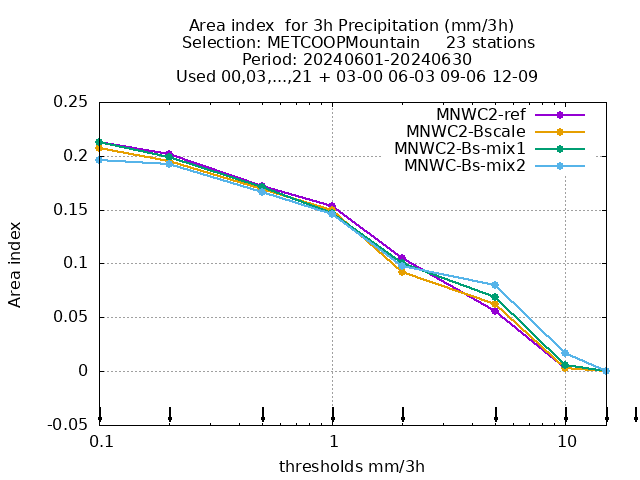 Area index  for 3h Precipitation (mm/3h)
Selection: METCOOPMountain     23 stations
Period: 20240601-20240630
Used 00,03,...,21 + 03-00 06-03 09-06 12-09
MNWC2-ref
MNWC2-Bscale
MNWC2-Bs-mix1
MNWC-Bs-mix2
0.25
0.2
0.15
0.1
0.05
0
-0.05
Area index
0.1 1 10
thresholds mm/3h